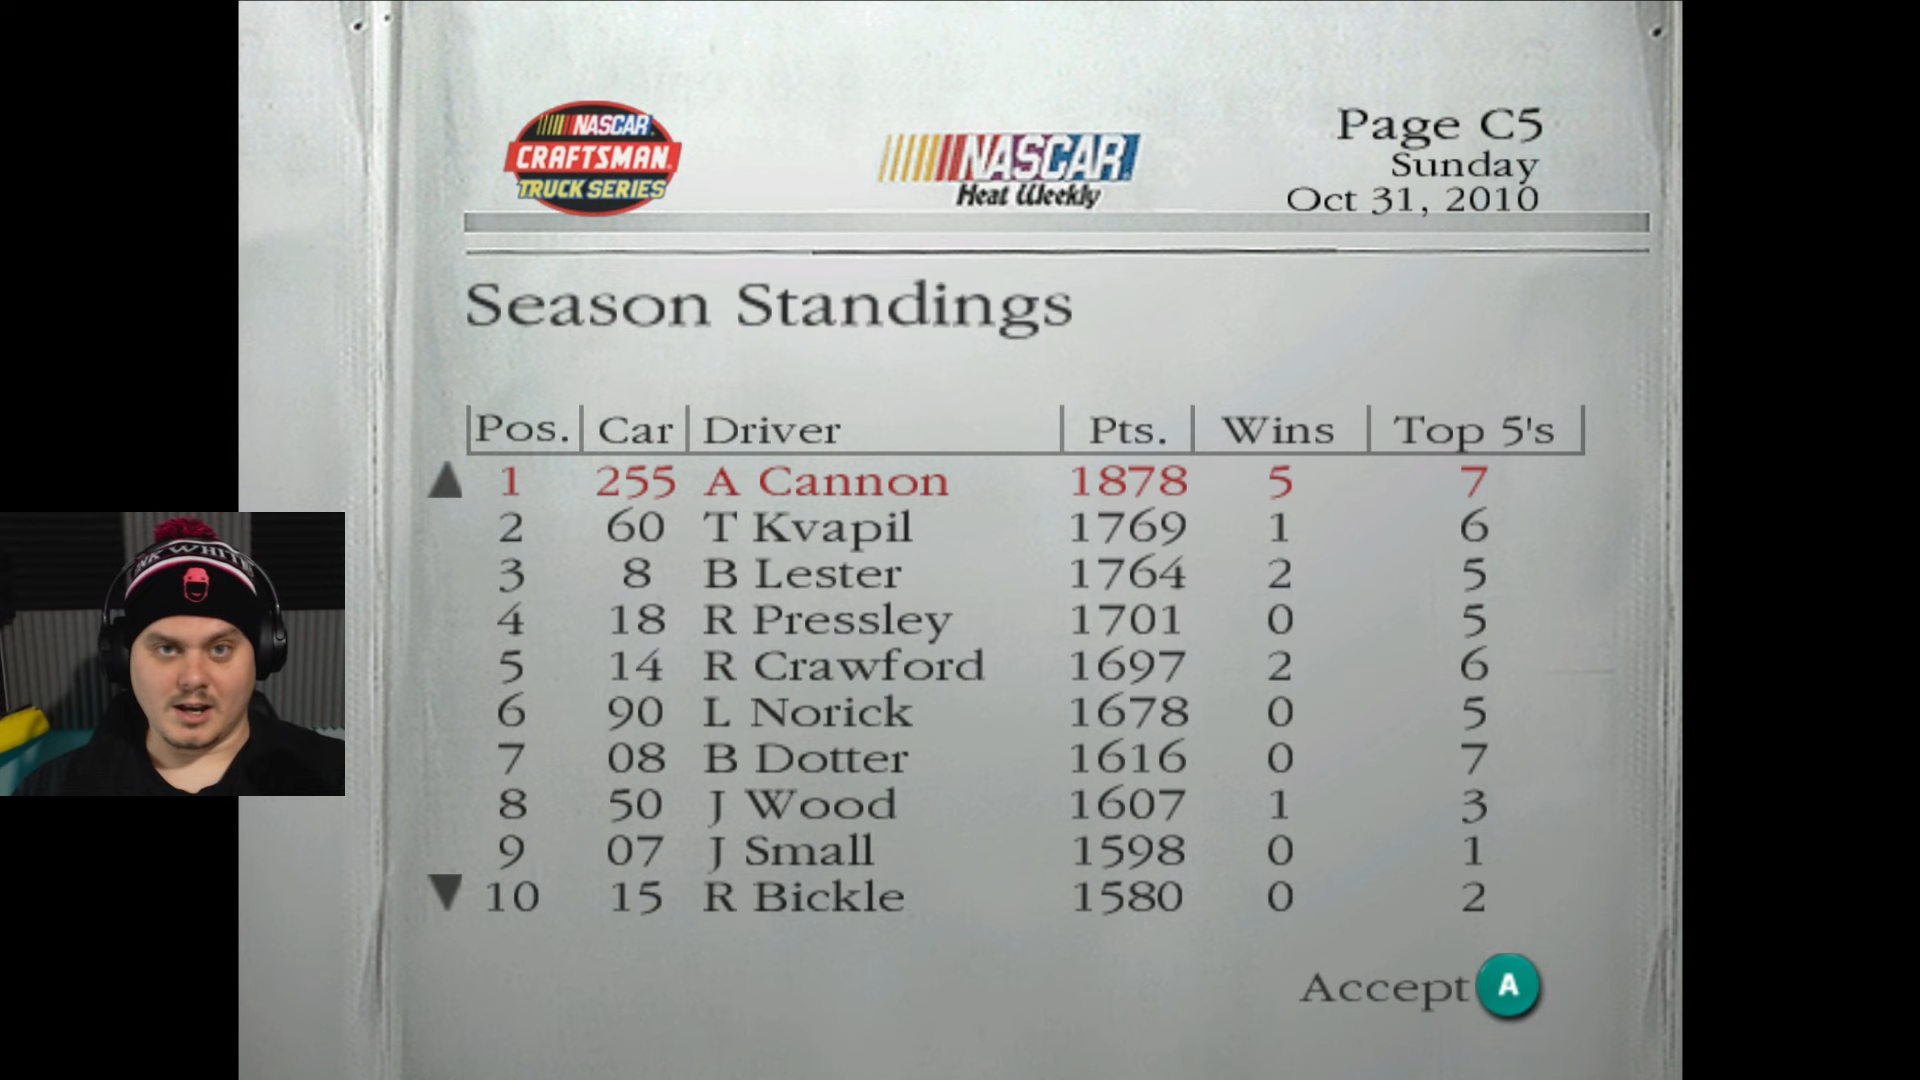 NASCAR
CRAFTSMAN
TRUCK SERIES
NASCAR
Heat Weekly
Page C5
Sunday
Oct 31, 2010
Season Standings
Pos. Car Driver Pts. Wins Top 5's
1 255 A Cannon 1878 5 7
2 60 T Kvapil 1769 1 6
3 8 B Lester 1764 2 5
4 18 R Pressley 1701 0 5
5 14 R Crawford 1697 2 6
6 90 L Norick 1678 0 5
7 08 B Dotter 1616 0 7
8 50 J Wood 1607 1 3
9 07 J Small 1598 0 1
10 15 R Bickle 1580 0 2
Accept A